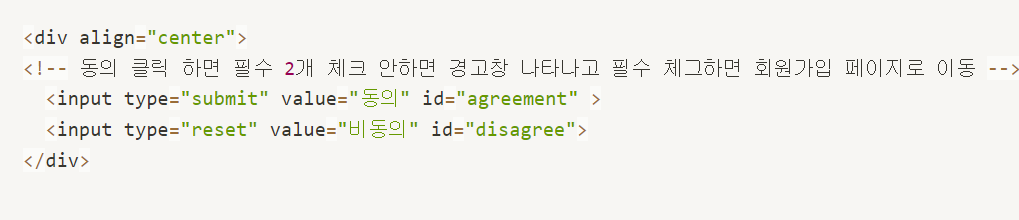 <div align="center">
<!-- 동의 클릭 하면 필수 2개 체크 안하면 경고창 나타나고 필수 체그하면 회원가입 페이지로 이동 -->
<input type="submit" value="동의" id="agreement" >
<input type="reset" value="비동의" id="disagree">
</div>